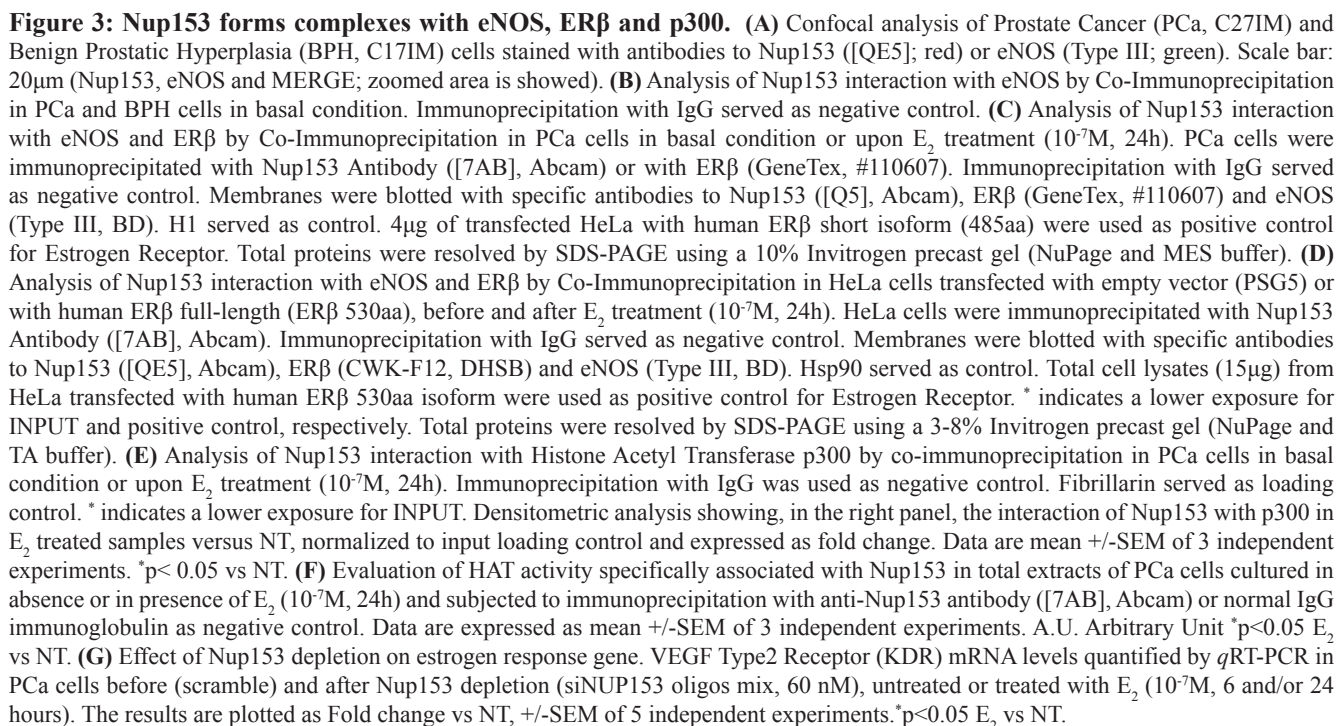 Figure 3: Nup153 forms complexes with eNOS, ERβ and p300. (A) Confocal analysis of Prostate Cancer (PCa, C27IM) and
Benign Prostatic Hyperplasia (BPH, C17IM) cells stained with antibodies to Nup153 ([QE5]; red) or eNOS (Type III; green). Scale bar:
20μm (Nup153, eNOS and MERGE; zoomed area is showed). (B) Analysis of Nup153 interaction with eNOS by Co-Immunoprecipitation
in PCa and BPH cells in basal condition. Immunoprecipitation with IgG served as negative control. (C) Analysis of Nup153 interaction
with eNOS and ERβ by Co-Immunoprecipitation in PCa cells in basal condition or upon E₂ treatment (10⁻⁷M, 24h). PCa cells were
immunoprecipitated with Nup153 Antibody ([7AB], Abcam) or with ERβ (GeneTex, #110607). Immunoprecipitation with IgG served
as negative control. Membranes were blotted with specific antibodies to Nup153 ([Q5], Abcam), ERβ (GeneTex, #110607) and eNOS
(Type III, BD). H1 served as control. 4μg of transfected HeLa with human ERβ short isoform (485aa) were used as positive control
for Estrogen Receptor. Total proteins were resolved by SDS-PAGE using a 10% Invitrogen precast gel (NuPage and MES buffer). (D)
Analysis of Nup153 interaction with eNOS and ERβ by Co-Immunoprecipitation in HeLa cells transfected with empty vector (PSG5) or
with human ERβ full-length (ERβ 530aa), before and after E₂ treatment (10⁻⁷M, 24h). HeLa cells were immunoprecipitated with Nup153
Antibody ([7AB], Abcam). Immunoprecipitation with IgG served as negative control. Membranes were blotted with specific antibodies
to Nup153 ([QE5], Abcam), ERβ (CWK-F12, DHSB) and eNOS (Type III, BD). Hsp90 served as control. Total cell lysates (15μg) from
HeLa transfected with human ERβ 530aa isoform were used as positive control for Estrogen Receptor. * indicates a lower exposure for
INPUT and positive control, respectively. Total proteins were resolved by SDS-PAGE using a 3-8% Invitrogen precast gel (NuPage and
TA buffer). (E) Analysis of Nup153 interaction with Histone Acetyl Transferase p300 by co-immunoprecipitation in PCa cells in basal
condition or upon E₂ treatment (10⁻⁷M, 24h). Immunoprecipitation with IgG was used as negative control. Fibrillarin served as loading
control. * indicates a lower exposure for INPUT. Densitometric analysis showing, in the right panel, the interaction of Nup153 with p300 in
E₂ treated samples versus NT, normalized to input loading control and expressed as fold change. Data are mean +/-SEM of 3 independent
experiments. *p< 0.05 vs NT. (F) Evaluation of HAT activity specifically associated with Nup153 in total extracts of PCa cells cultured in
absence or in presence of E₂ (10⁻⁷M, 24h) and subjected to immunoprecipitation with anti-Nup153 antibody ([7AB], Abcam) or normal IgG
immunoglobulin as negative control. Data are expressed as mean +/-SEM of 3 independent experiments. A.U. Arbitrary Unit *p<0.05 E₂
vs NT. (G) Effect of Nup153 depletion on estrogen response gene. VEGF Type2 Receptor (KDR) mRNA levels quantified by qRT-PCR in
PCa cells before (scramble) and after Nup153 depletion (siNUP153 oligos mix, 60 nM), untreated or treated with E₂ (10⁻⁷M, 6 and/or 24
hours). The results are plotted as Fold change vs NT, +/-SEM of 5 independent experiments.*p<0.05 E₂ vs NT.